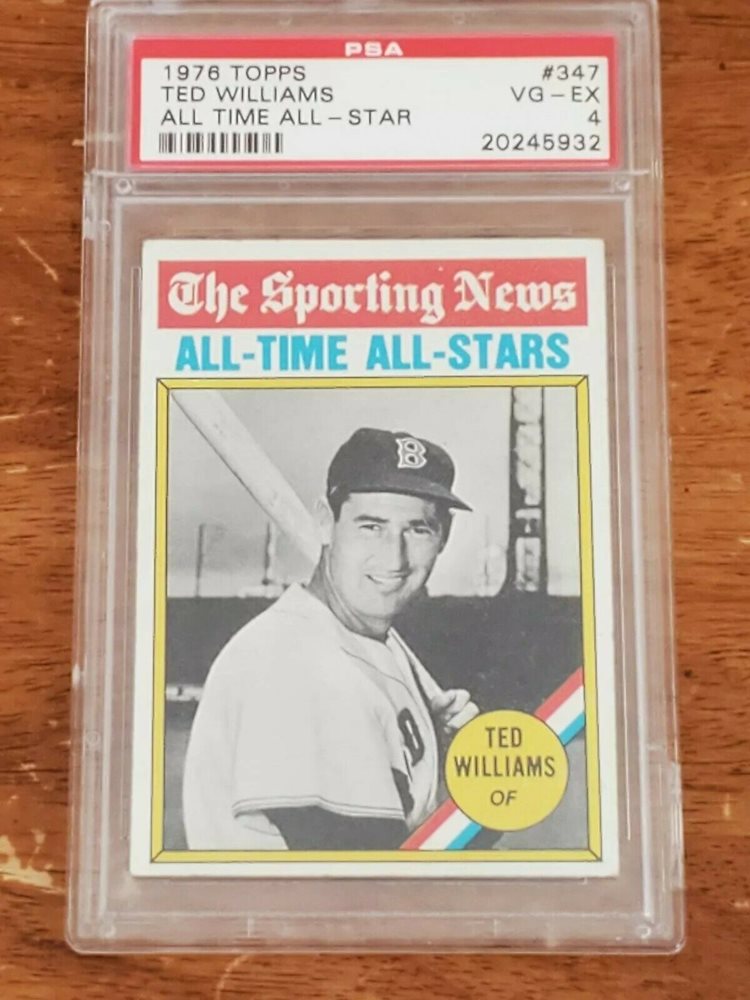 PSA
1976 TOPPS #347
TED WILLIAMS VG-EX
ALL TIME ALL-STAR 4
20245932
The Sporting News
ALL-TIME ALL-STARS
B
TED
WILLIAMS
OF